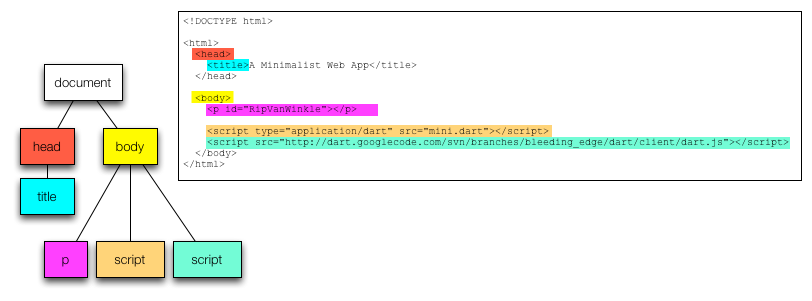 <!DOCTYPE html>
<html>
<head>
<title>A Minimalist Web App</title>
</head>
<body>
<p id="RipVanWinkle"></p>
<script type="application/dart" src="mini.dart"></script>
<script src="http://dart.googlecode.com/svn/branches/bleeding_edge/dart/client/dart.js"></script>
</body>
</html>
document
head
body
title
p
script
script